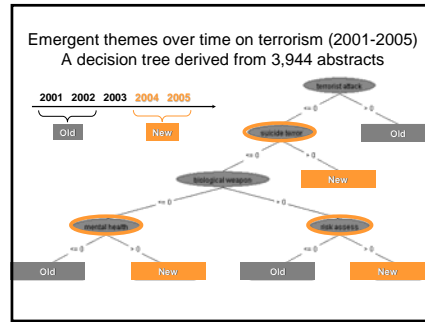 Emergent themes over time on terrorism (2001-2005)
A decision tree derived from 3,944 abstracts
2001 2002 2003 2004 2005
Old New
terrorist attack
<= 0 > 0
suicide terror Old
<= 0 > 0
biological weapon New
<= 0 > 0
mental health risk assess
<= 0 > 0 <= 0 > 0
Old New Old New